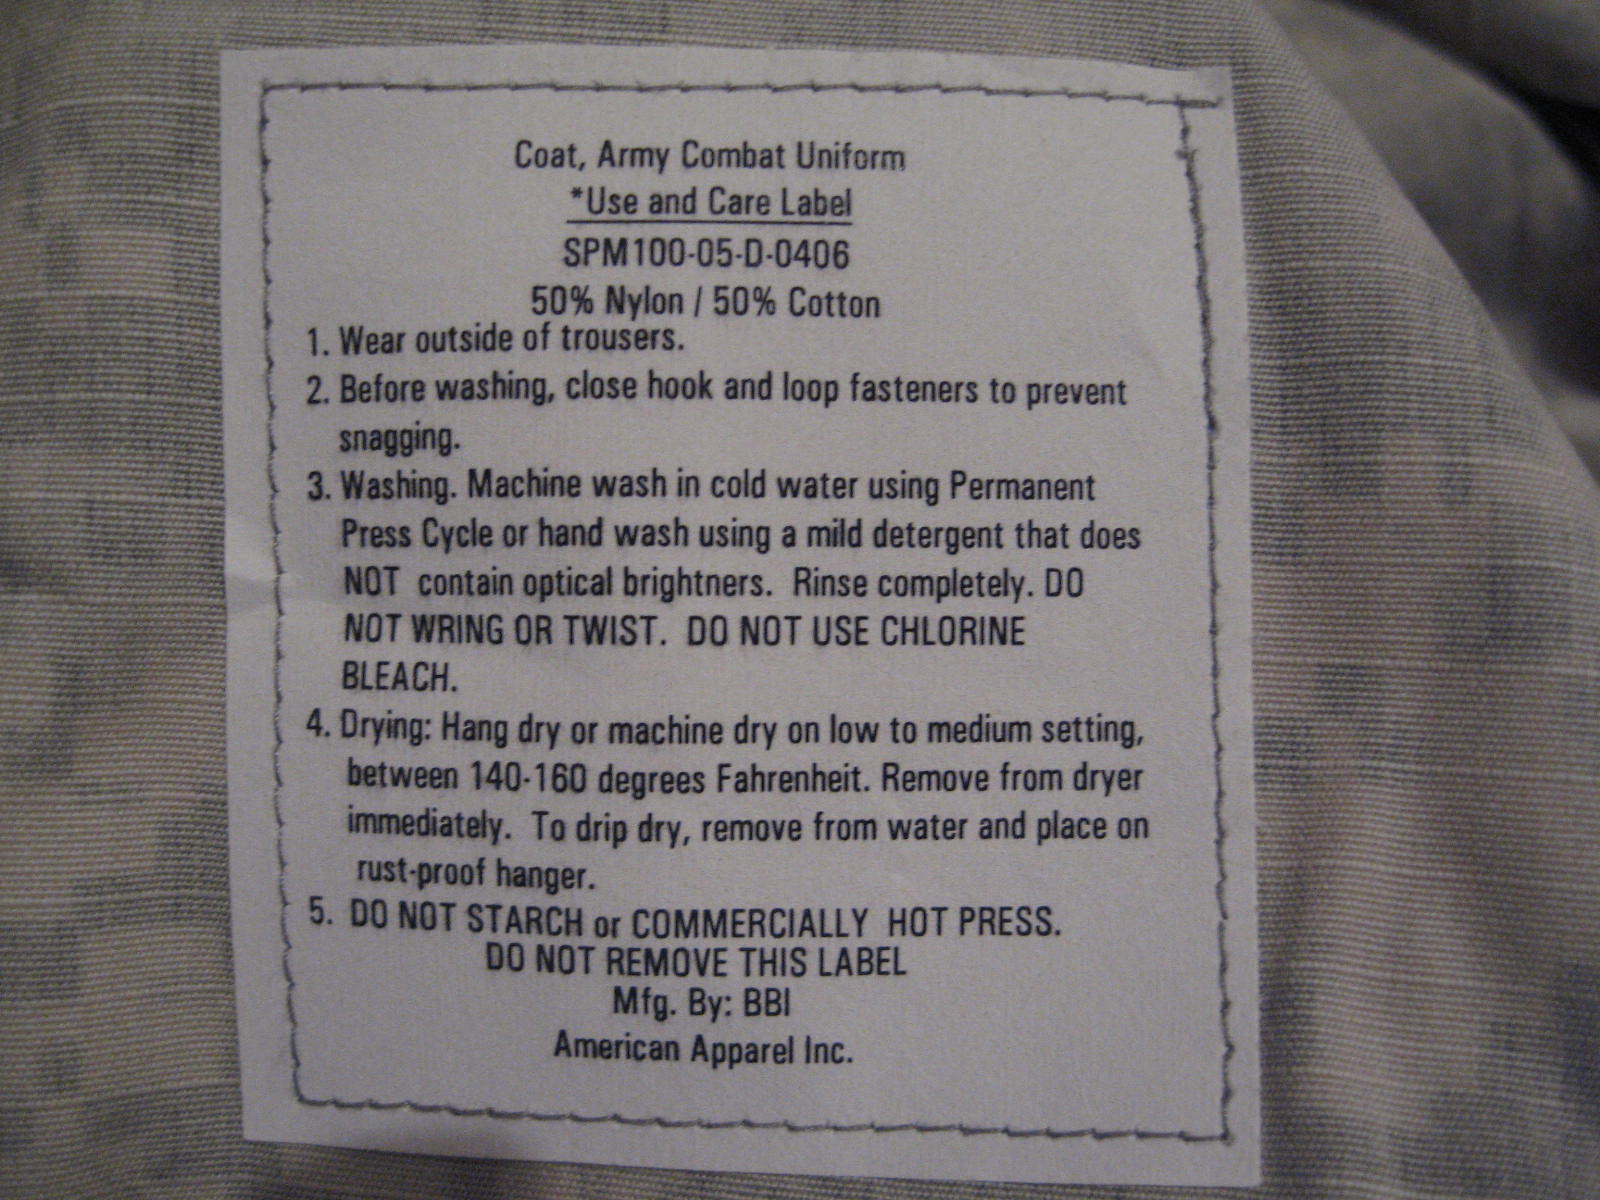 Coat, Army Combat Uniform
*Use and Care Label
SPM100-05-D-0406
50% Nylon / 50% Cotton
1. Wear outside of trousers.
2. Before washing, close hook and loop fasteners to prevent
snagging.
3. Washing. Machine wash in cold water using Permanent
Press Cycle or hand wash using a mild detergent that does
NOT contain optical brightners. Rinse completely. DO
NOT WRING OR TWIST. DO NOT USE CHLORINE
BLEACH.
4. Drying: Hang dry or machine dry on low to medium setting,
between 140-160 degrees Fahrenheit. Remove from dryer
immediately. To drip dry, remove from water and place on
rust-proof hanger.
5. DO NOT STARCH or COMMERCIALLY HOT PRESS.
DO NOT REMOVE THIS LABEL
Mfg. By: BBI
American Apparel Inc.